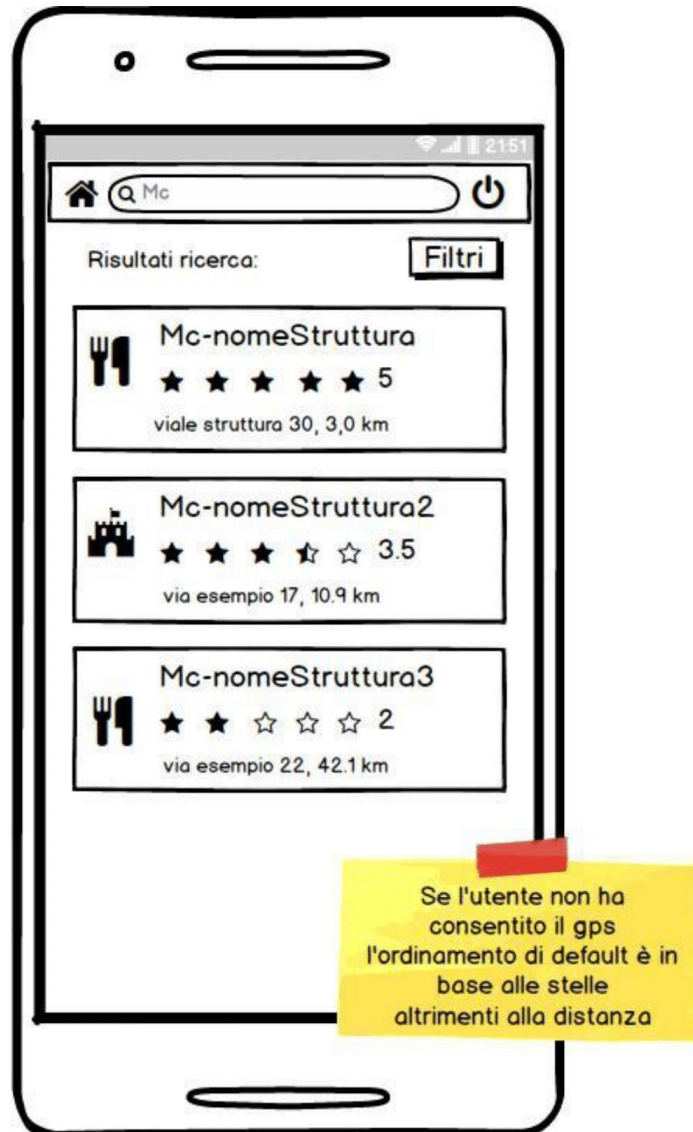 21:51
Mc
Risultati ricerca:
Filtri
Mc-nomeStruttura
5
viale struttura 30, 3,0 km
Mc-nomeStruttura2
3.5
via esempio 17, 10.9 km
Mc-nomeStruttura3
2
via esempio 22, 42.1 km
Se l'utente non ha
consentito il gps
l'ordinamento di default è in
base alle stelle
altrimenti alla distanza